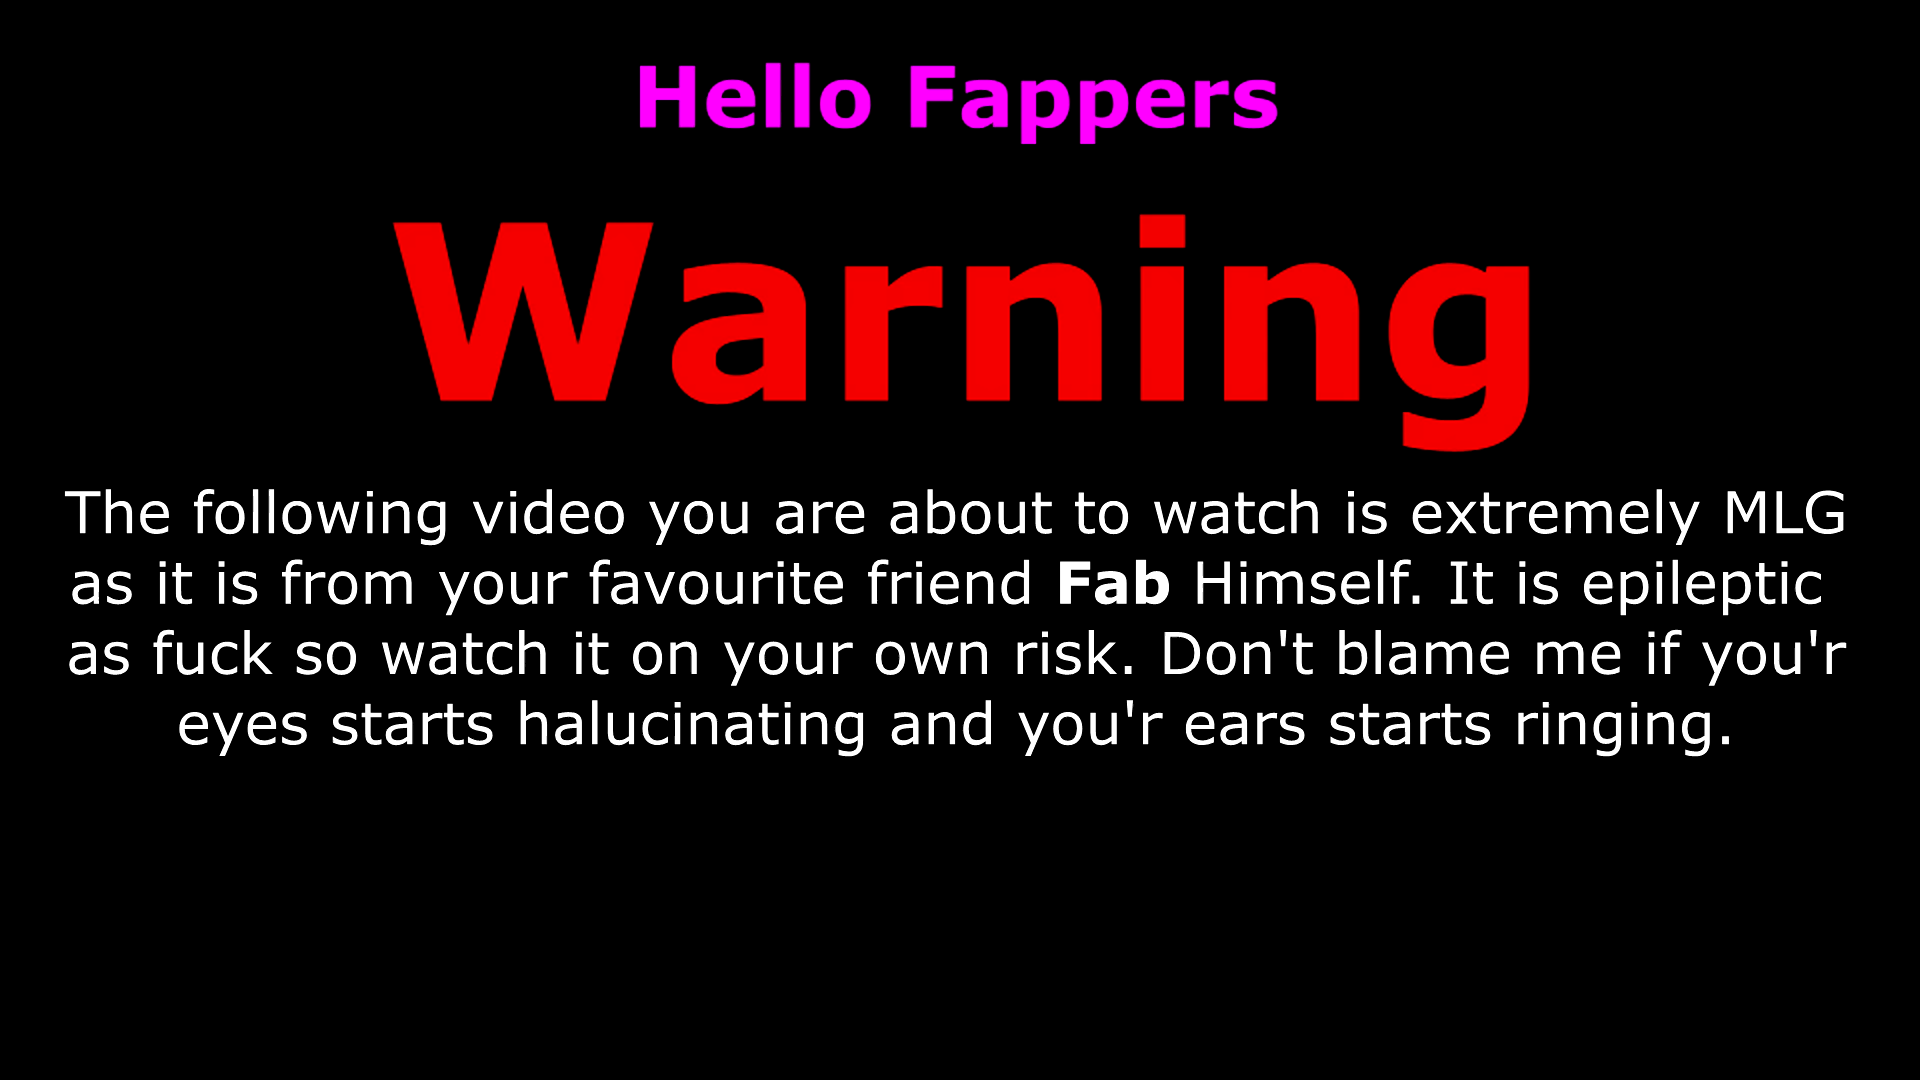 Hello Fappers
Warning
The following video you are about to watch is extremely MLG
as it is from your favourite friend Fab Himself. It is epileptic
as fuck so watch it on your own risk. Don't blame me if you'r
eyes starts halucinating and you'r ears starts ringing.